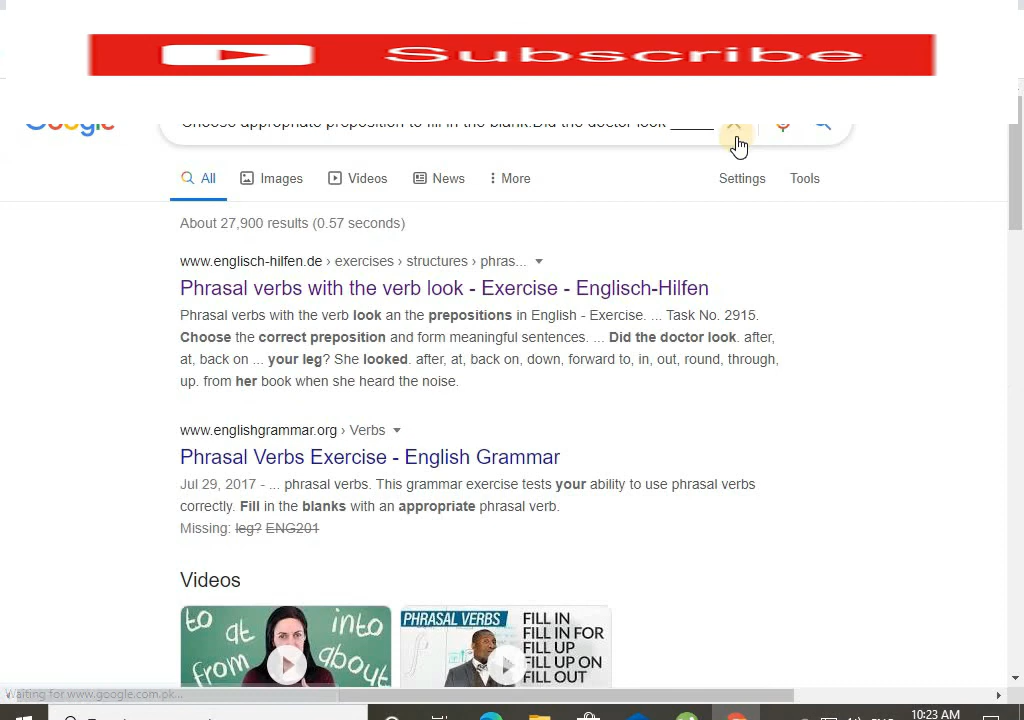 Subscribe
Google
Choose appropriate preposition to fill in the blank.Did the doctor look ______
All Images Videos News More Settings Tools
About 27,900 results (0.57 seconds)
www.englisch-hilfen.de › exercises › structures › phras...
Phrasal verbs with the verb look - Exercise - Englisch-Hilfen
Phrasal verbs with the verb look an the prepositions in English - Exercise. ... Task No. 2915.
Choose the correct preposition and form meaningful sentences. ... Did the doctor look. after,
at, back on ... your leg? She looked. after, at, back on, down, forward to, in, out, round, through,
up. from her book when she heard the noise.
www.englishgrammar.org › Verbs
Phrasal Verbs Exercise - English Grammar
Jul 29, 2017 - ... phrasal verbs. This grammar exercise tests your ability to use phrasal verbs
correctly. Fill in the blanks with an appropriate phrasal verb.
Missing: leg? ENG201
Videos
to at into
from about
PHRASAL VERBS
FILL IN
FILL IN FOR
FILL UP
FILL UP ON
FILL OUT
Waiting for www.google.com.pk...
10:23 AM